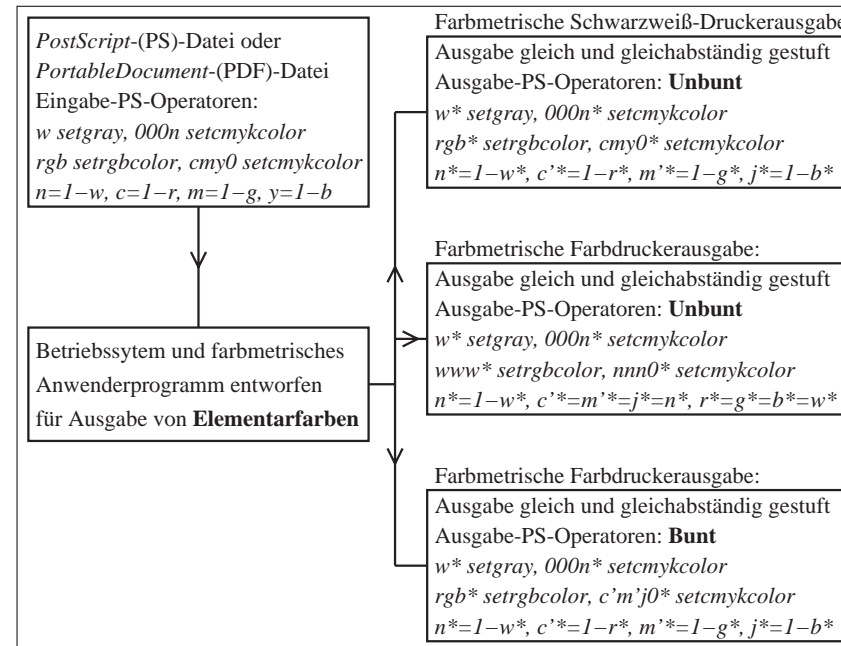 PostScript-(PS)-Datei oder
PortableDocument-(PDF)-Datei
Eingabe-PS-Operatoren:
w setgray, 000n setcmykcolor
rgb setrgbcolor, cmy0 setcmykcolor
n=1−w, c=1−r, m=1−g, y=1−b
Betriebssytem und farbmetrisches
Anwenderprogramm entworfen
für Ausgabe von Elementarfarben
Farbmetrische Schwarzweiß-Druckerausgabe
Ausgabe gleich und gleichabständig gestuft
Ausgabe-PS-Operatoren: Unbunt
w* setgray, 000n* setcmykcolor
rgb* setrgbcolor, cmy0* setcmykcolor
n*=1−w*, c’*=1−r*, m’*=1−g*, j*=1−b*
Farbmetrische Farbdruckerausgabe:
Ausgabe gleich und gleichabständig gestuft
Ausgabe-PS-Operatoren: Unbunt
w* setgray, 000n* setcmykcolor
www* setrgbcolor, nnn0* setcmykcolor
n*=1−w*, c’*=m’*=j*=n*, r*=g*=b*=w*
Farbmetrische Farbdruckerausgabe:
Ausgabe gleich und gleichabständig gestuft
Ausgabe-PS-Operatoren: Bunt
w* setgray, 000n* setcmykcolor
rgb* setrgbcolor, c’m’j0* setcmykcolor
n*=1−w*, c’*=1−r*, m’*=1−g*, j*=1−b*